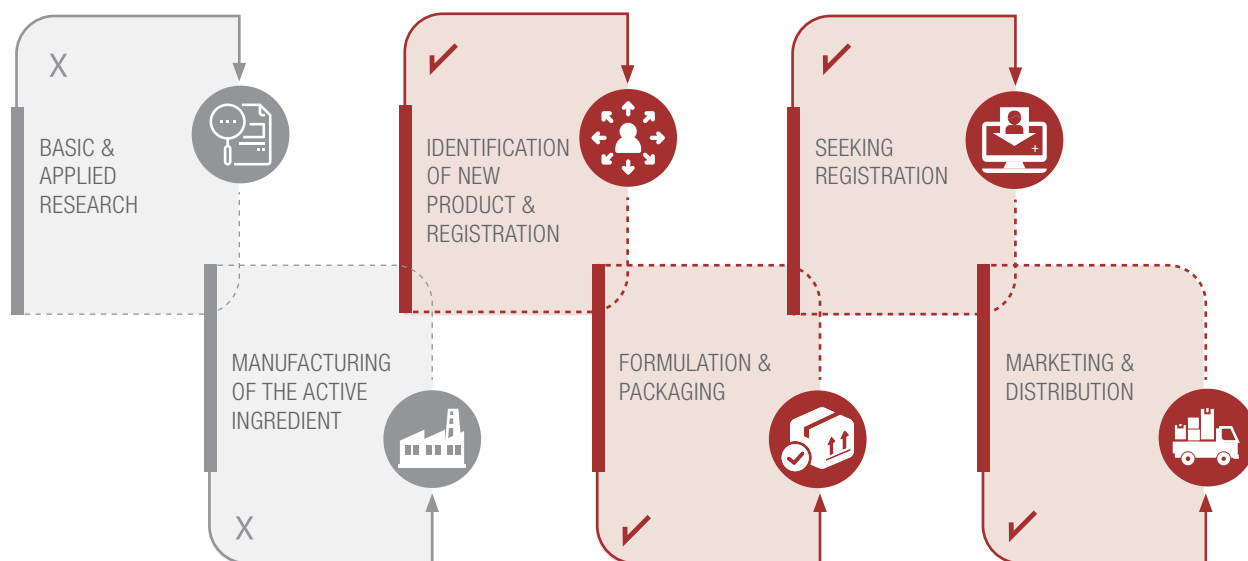 X
BASIC &
APPLIED
RESEARCH
IDENTIFICATION
OF NEW
PRODUCT &
REGISTRATION
SEEKING
REGISTRATION
MANUFACTURING
OF THE ACTIVE
INGREDIENT
X
FORMULATION &
PACKAGING
MARKETING &
DISTRIBUTION